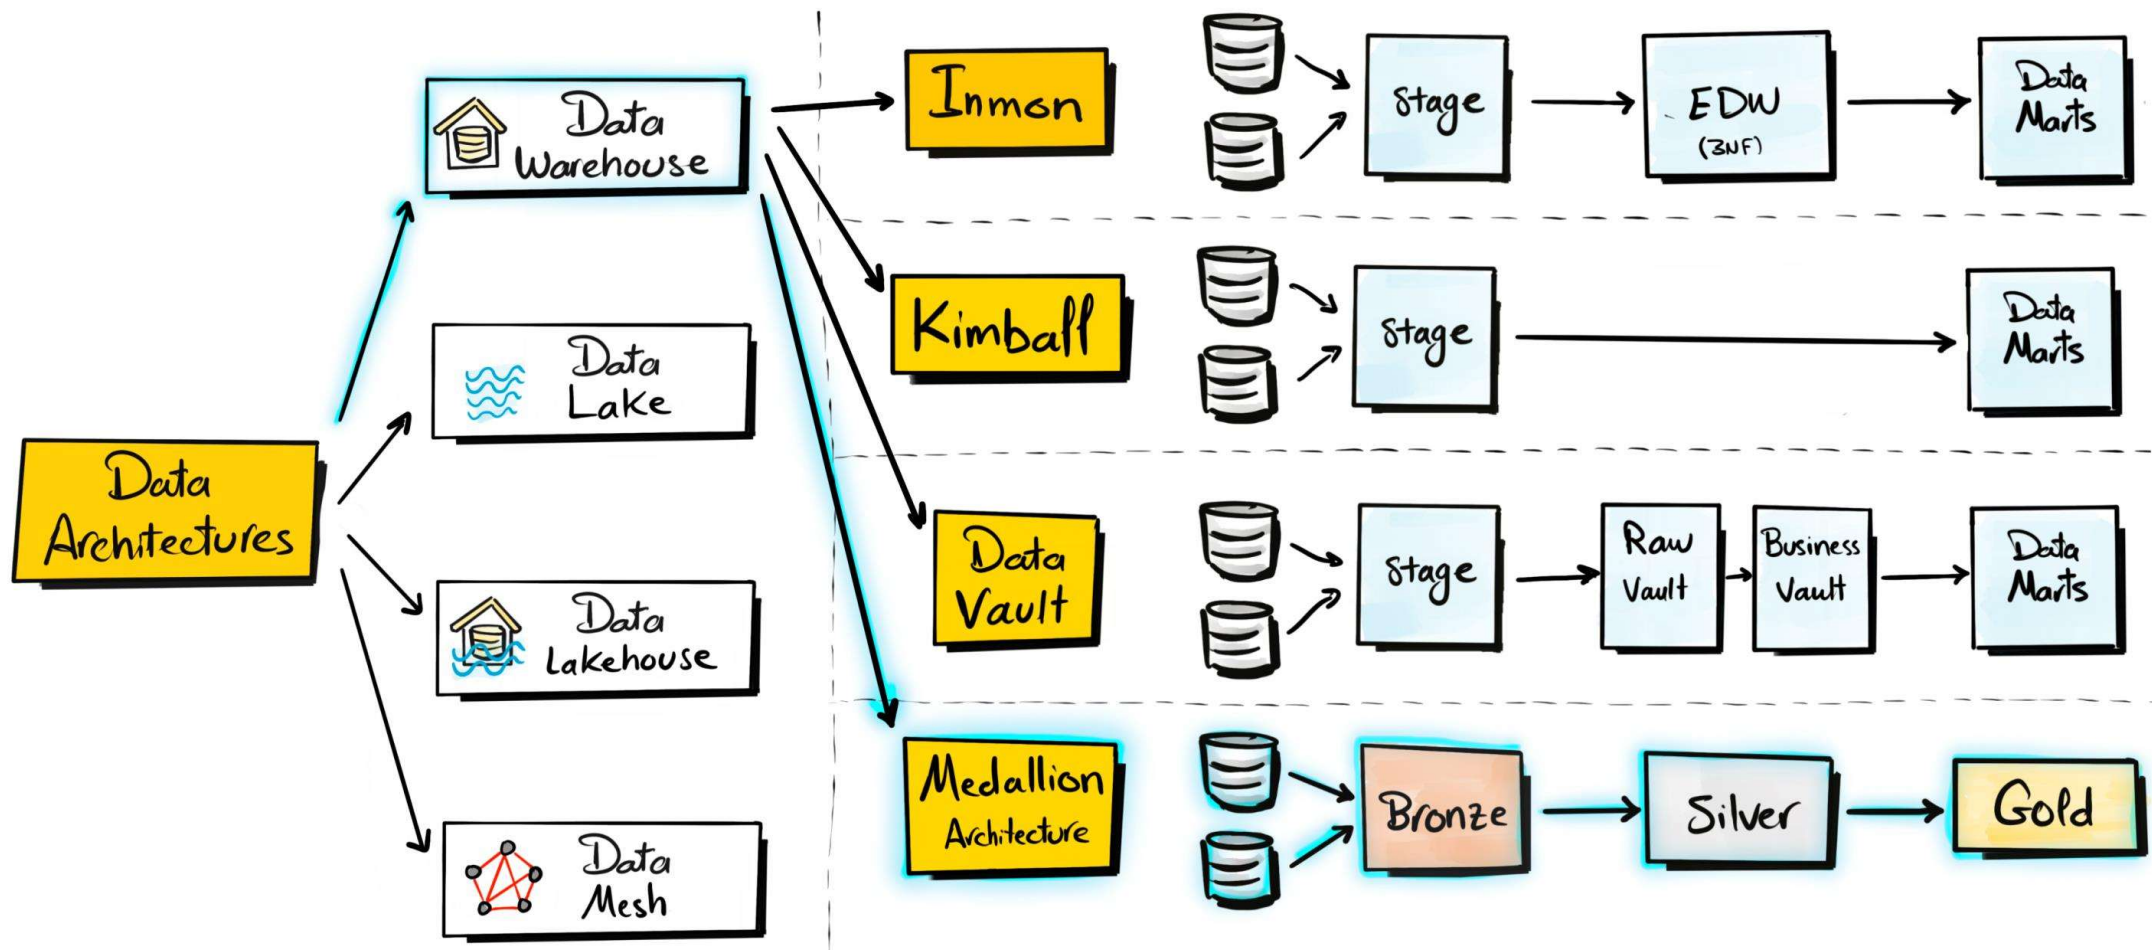 Data
Architectures
Data
Warehouse
Data
Lake
Data
Lakehouse
Data
Mesh
Inmon
Stage
EDW
(3NF)
Data
Marts
Kimball
Stage
Data
Marts
Data
Vault
Stage
Raw
Vault
Business
Vault
Data
Marts
Medallion
Architecture
Bronze
Silver
Gold